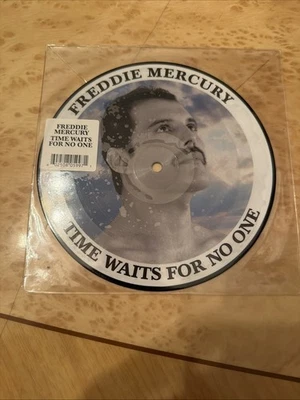 FREDDIE MERCURY
FREDDIE
MERCURY
TIME WAITS
FOR NO ONE
TIME WAITS FOR NO ONE